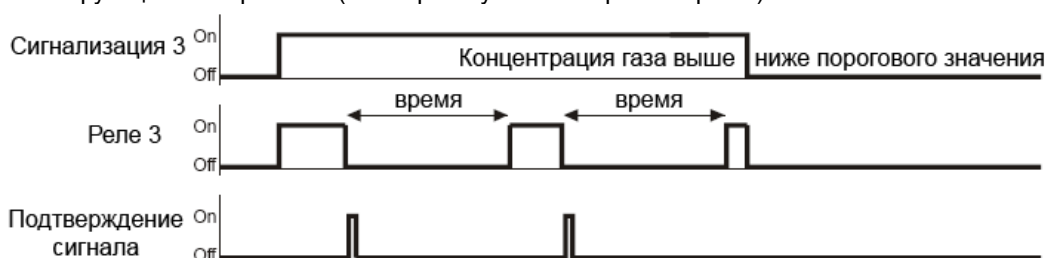 Сигнализация 3
On
Off
Концентрация газа выше ниже порогового значения
время время
Реле 3
On
Off
Подтверждение
сигнала
On
Off